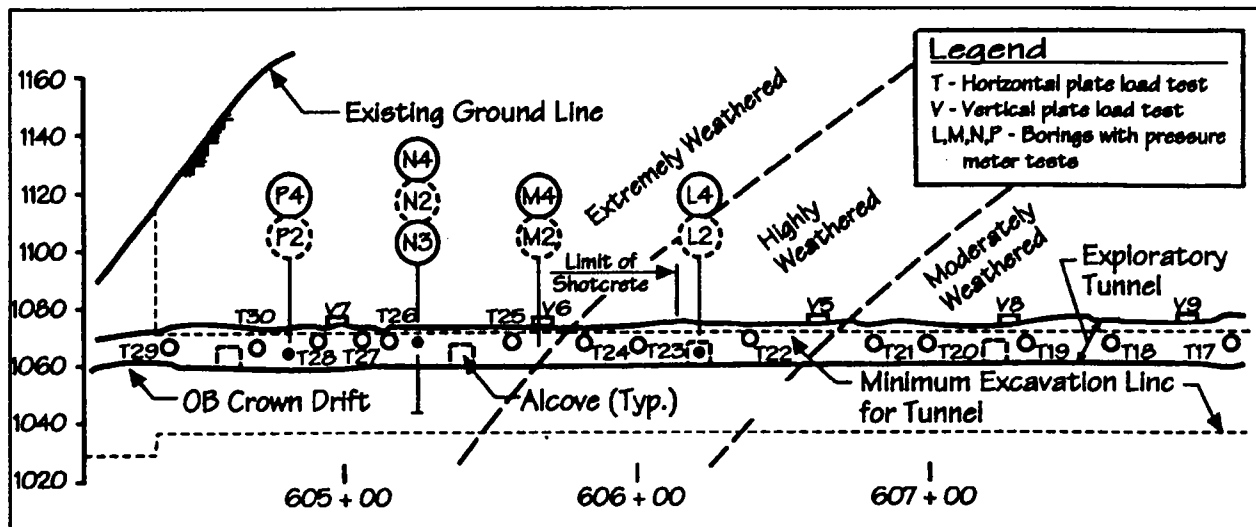 Legend
T - Horizontal plate load test
V - Vertical plate load test
L,M,N,P - Borings with pressure
meter tests
1160
1140
1120
1100
1080
1060
1040
1020
Existing Ground Line
P4
P2
N4
N2
N3
M4
M2
L4
L2
Extremely Weathered
Highly
Weathered
Moderately
Weathered
Limit of
Shotcrete
Exploratory
Tunnel
T30
V7
T26
T25
V6
V5
V8
V9
T29
T28
T27
T24
T23
T22
T21
T20
T19
T18
T17
OB Crown Drift
Alcove (Typ.)
Minimum Excavation Linc
for Tunnel
605 + 00
606 + 00
607 + 00